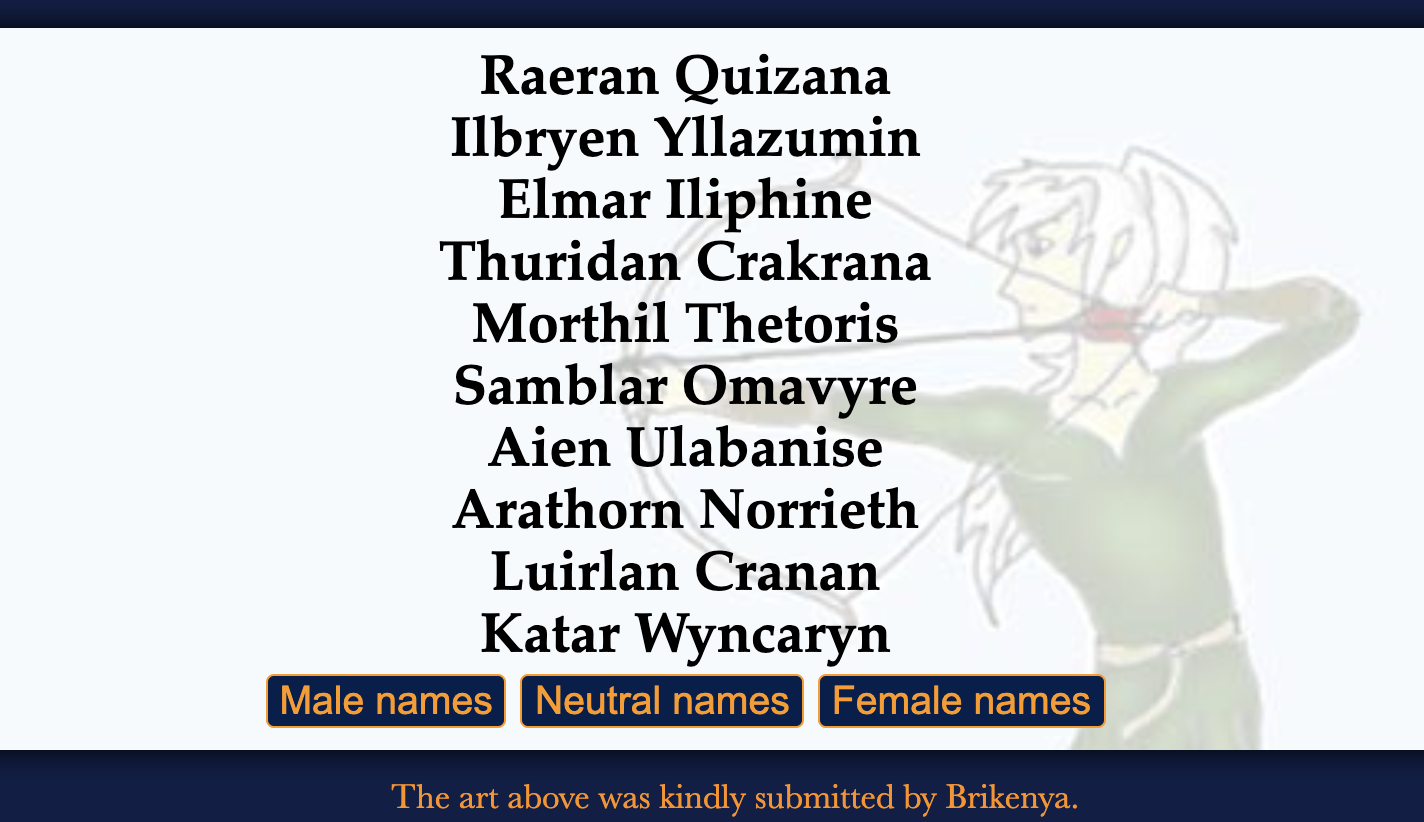 Raeran Quizana
Ilbryen Yllazumin
Elmar Iliphine
Thuridan Crakrana
Morthil Thetoris
Samblar Omavyre
Aien Ulabanise
Arathorn Norrieth
Luirlan Cranan
Katar Wyncaryn
Male names Neutral names Female names
The art above was kindly submitted by Brikenya.